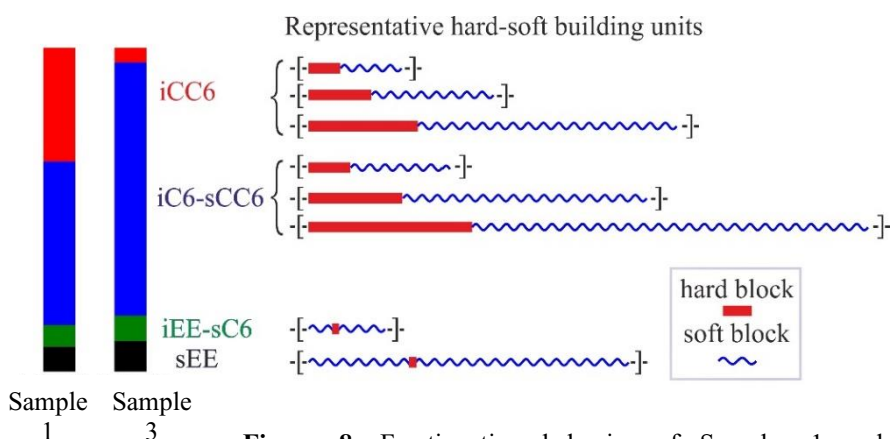 Representative hard-soft building units
iCC6
iC6-sCC6
iEE-sC6
sEE
hard block
soft block
Sample Sample
1 3
Figure 8. Fractionation behavior of Samples 1 and